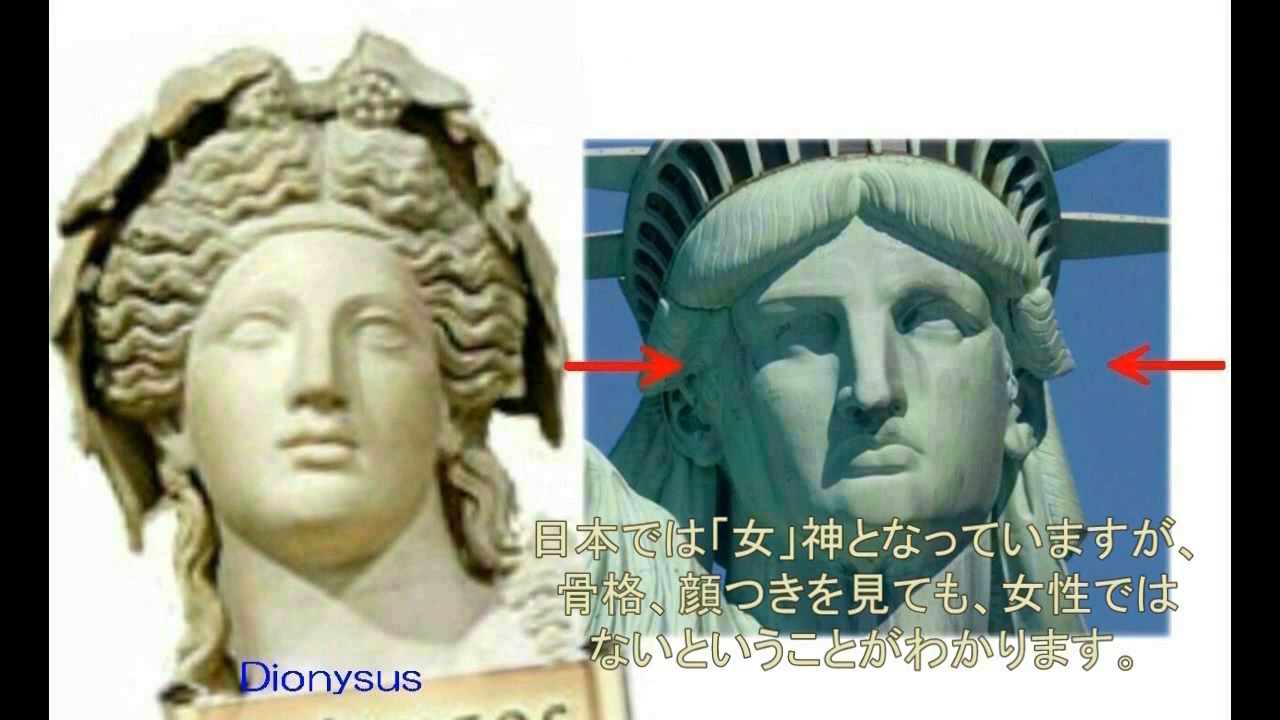 日本では「女」神となっていますが、
骨格、顔つきを見ても、女性では
ないということがわかります。
Dionysus